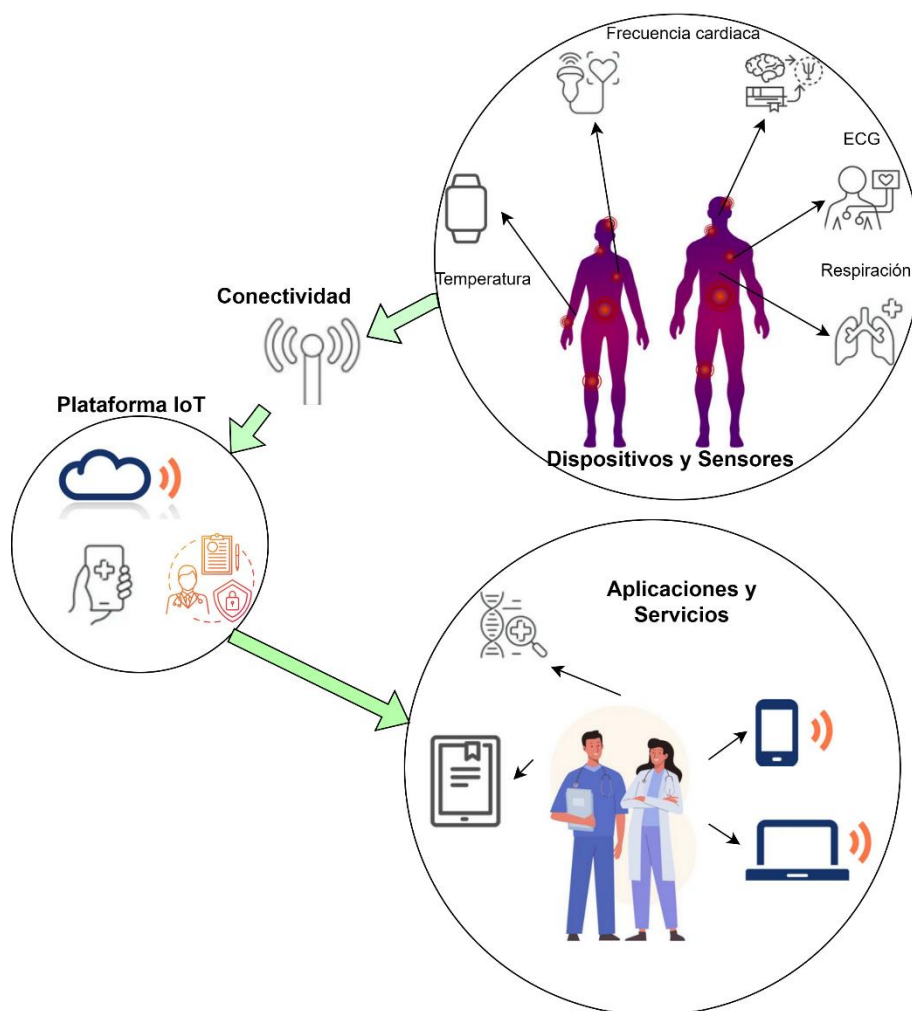 Frecuencia cardiaca
ECG
Respiración
Temperatura
Dispositivos y Sensores
Conectividad
Plataforma IoT
Aplicaciones y
Servicios